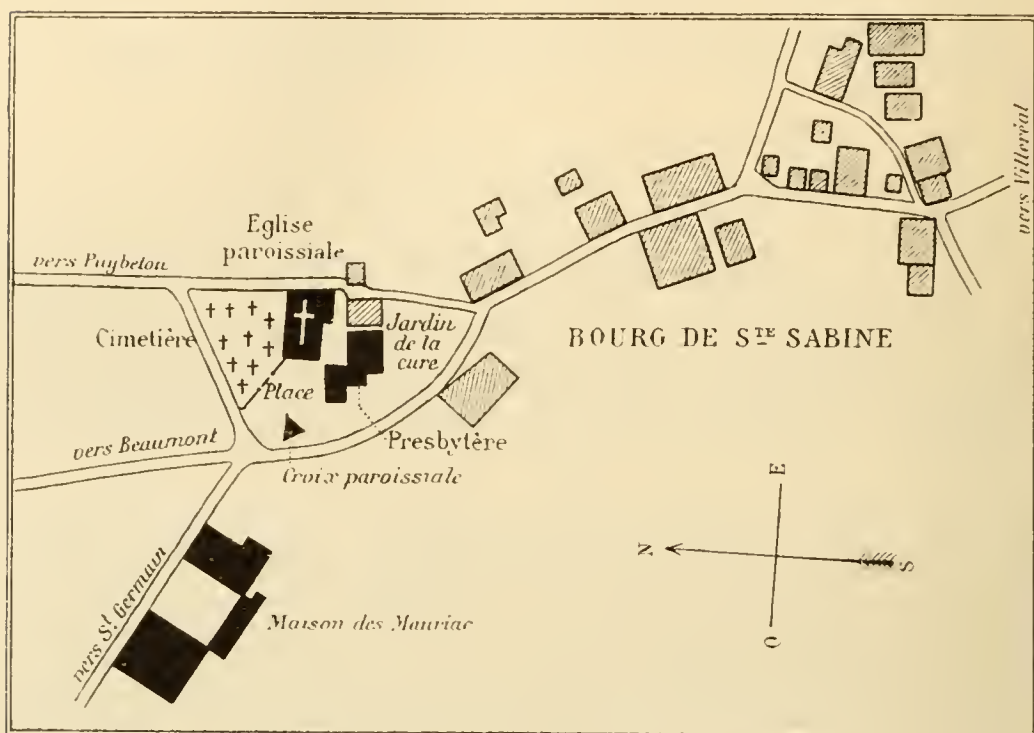 vers Villeréal
Eglise
paroissiale
vers Puybeton
Cimetière
Jardin
de la
cure
BOURG DE STE SABINE
Place
vers Beaumont
Presbytère
Croix paroissiale
E
N
S
O
vers St. Germain
Maison des Mauriac